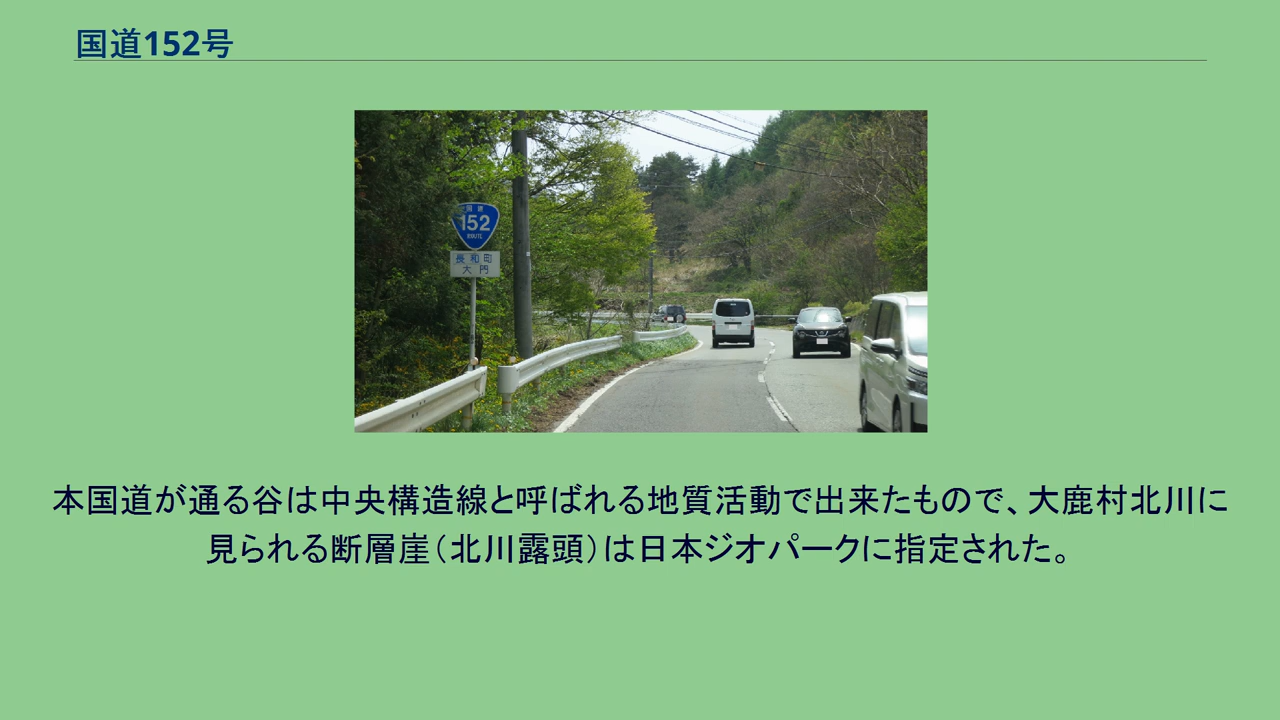 国道152号
国道
152
ROUTE
長和町
大門
本国道が通る谷は中央構造線と呼ばれる地質活動で出来たもので、大鹿村北川に
見られる断層崖（北川露頭）は日本ジオパークに指定された。